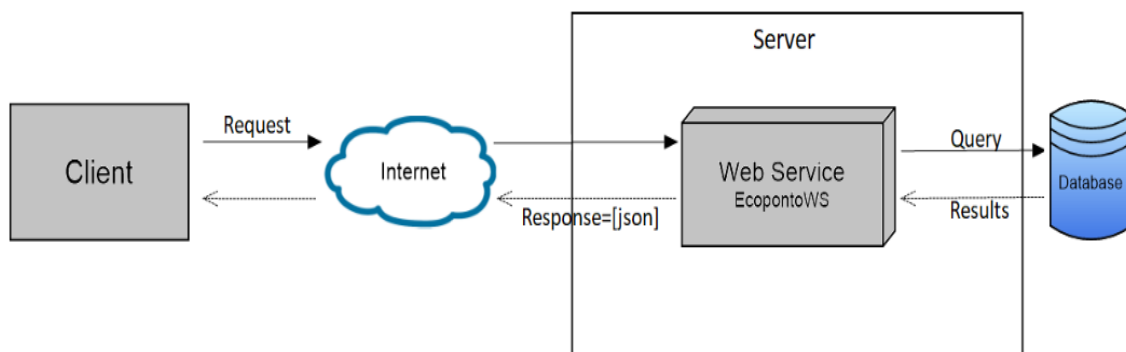 Server
Client
Request
Internet
Response=[json]
Web Service
EcopontoWS
Query
Results
Database